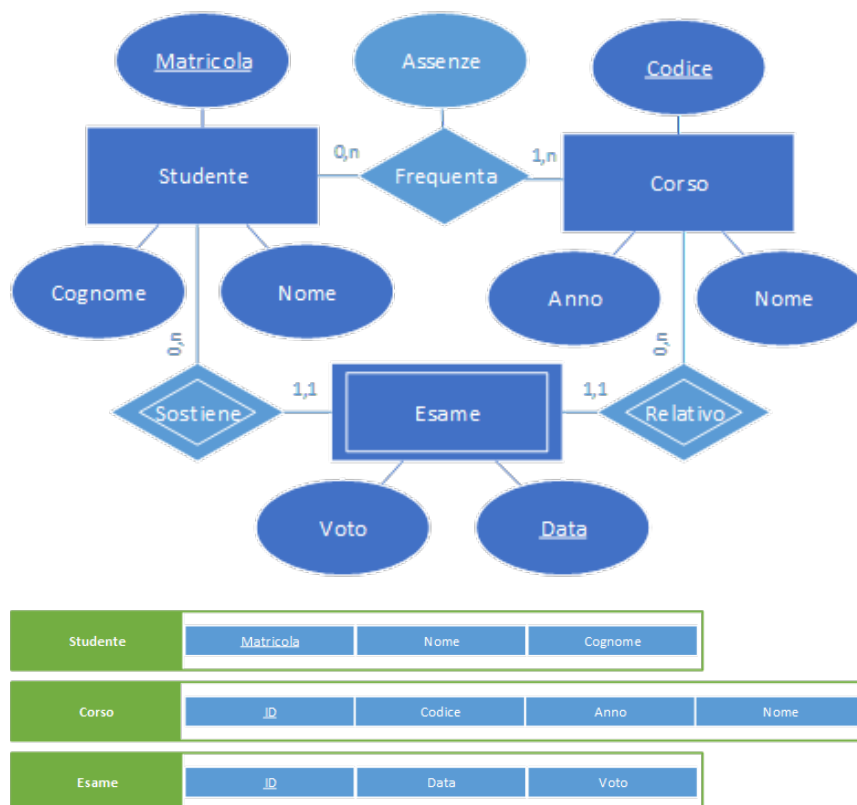 Matricola
Assenze
Codice
Studente
0,n
Frequenta
1,n
Corso
Cognome
Nome
Anno
Nome
0,n
0,n
Sostiene
1,1
Esame
1,1
Relativo
Voto
Data
Studente Matricola Nome Cognome
Corso ID Codice Anno Nome
Esame ID Data Voto